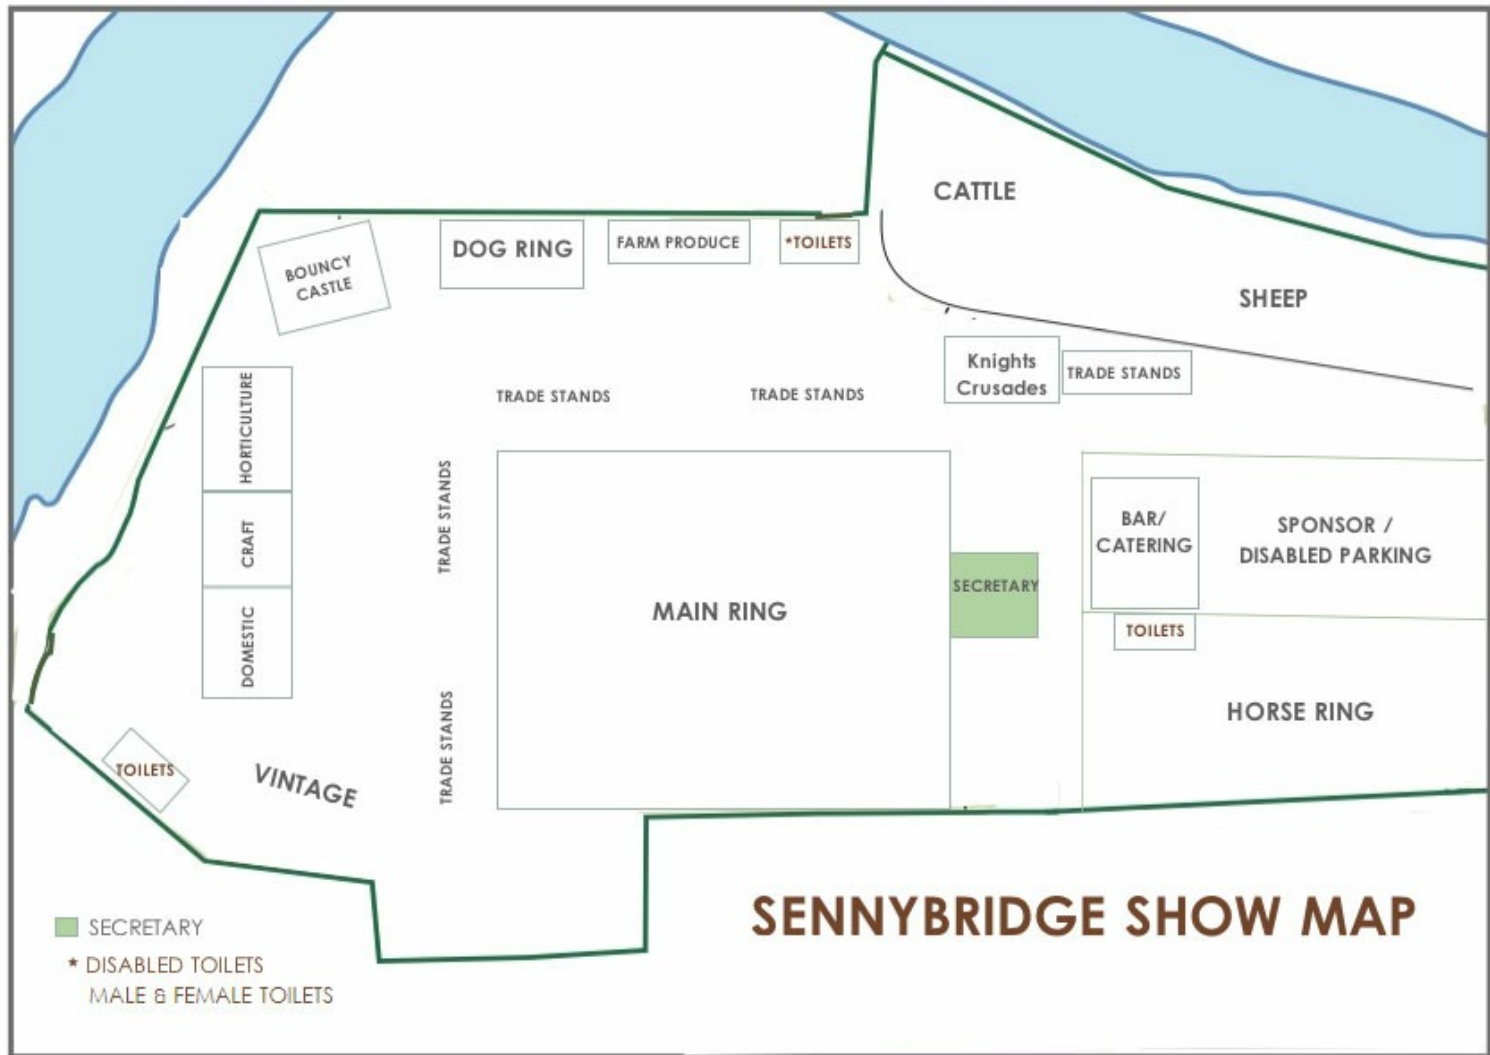 CATTLE
BOUNCY
CASTLE
DOG RING
FARM PRODUCE
*TOILETS
SHEEP
Knights
Crusades
TRADE STANDS
TRADE STANDS
TRADE STANDS
HORTICULTURE
CRAFT
DOMESTIC
TRADE STANDS
TRADE STANDS
MAIN RING
SECRETARY
BAR/
CATERING
SPONSOR /
DISABLED PARKING
TOILETS
HORSE RING
TOILETS
VINTAGE
SENNYBRIDGE SHOW MAP
SECRETARY
* DISABLED TOILETS
MALE & FEMALE TOILETS